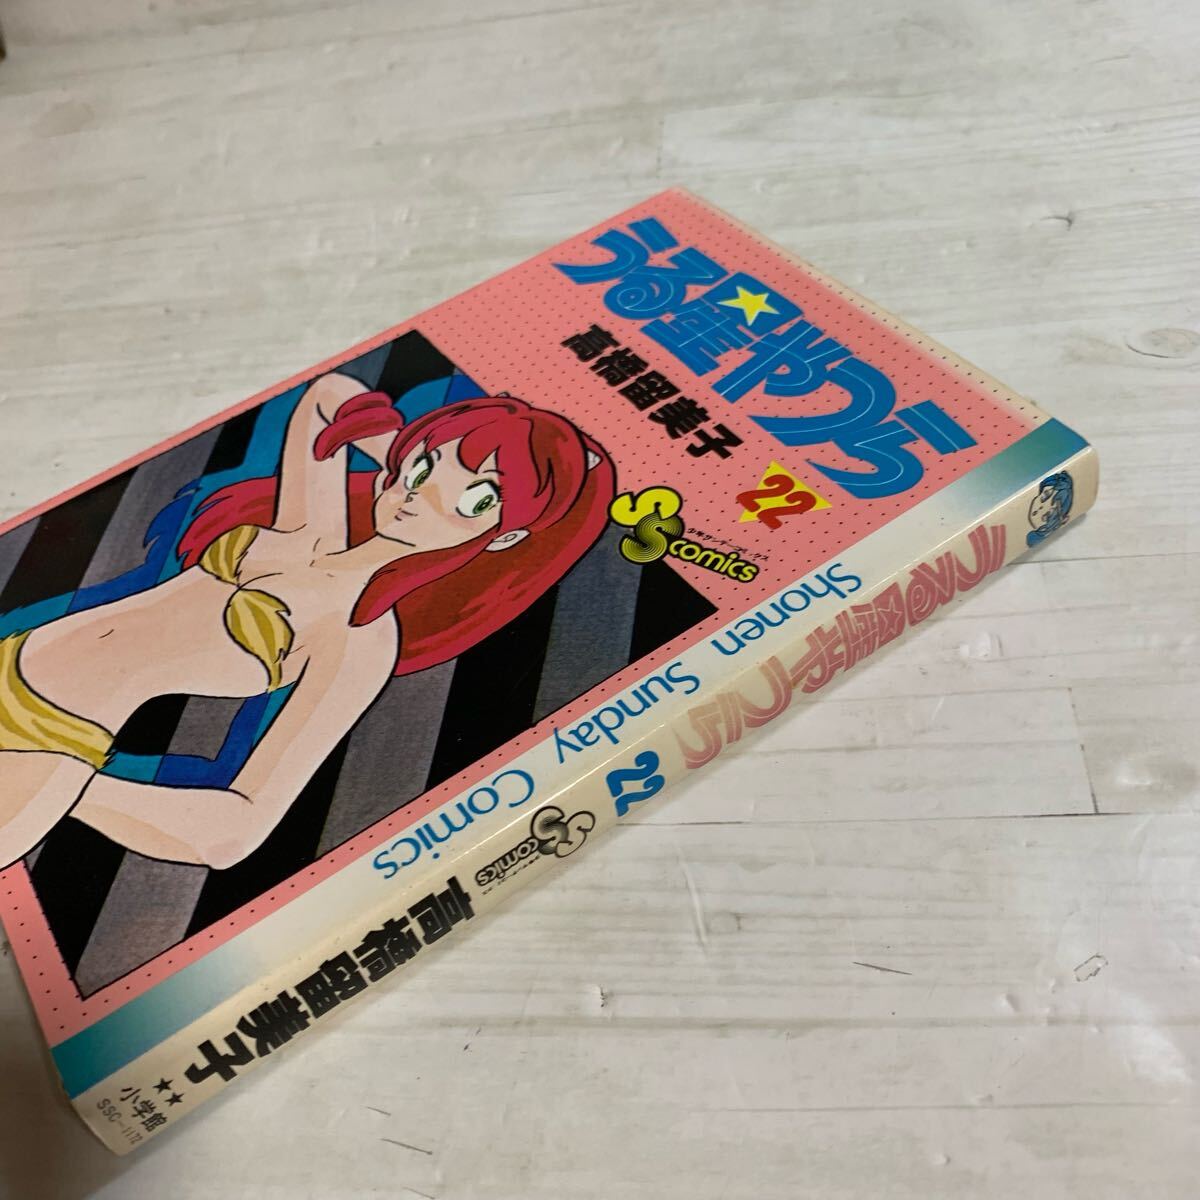 うる星やつら
高橋留美子
22
少年サンデーコミックス
SS comics
Shonen Sunday Comics
うる星やつら
22
SS comics
高橋留美子
★★
小学館
SSC-1172